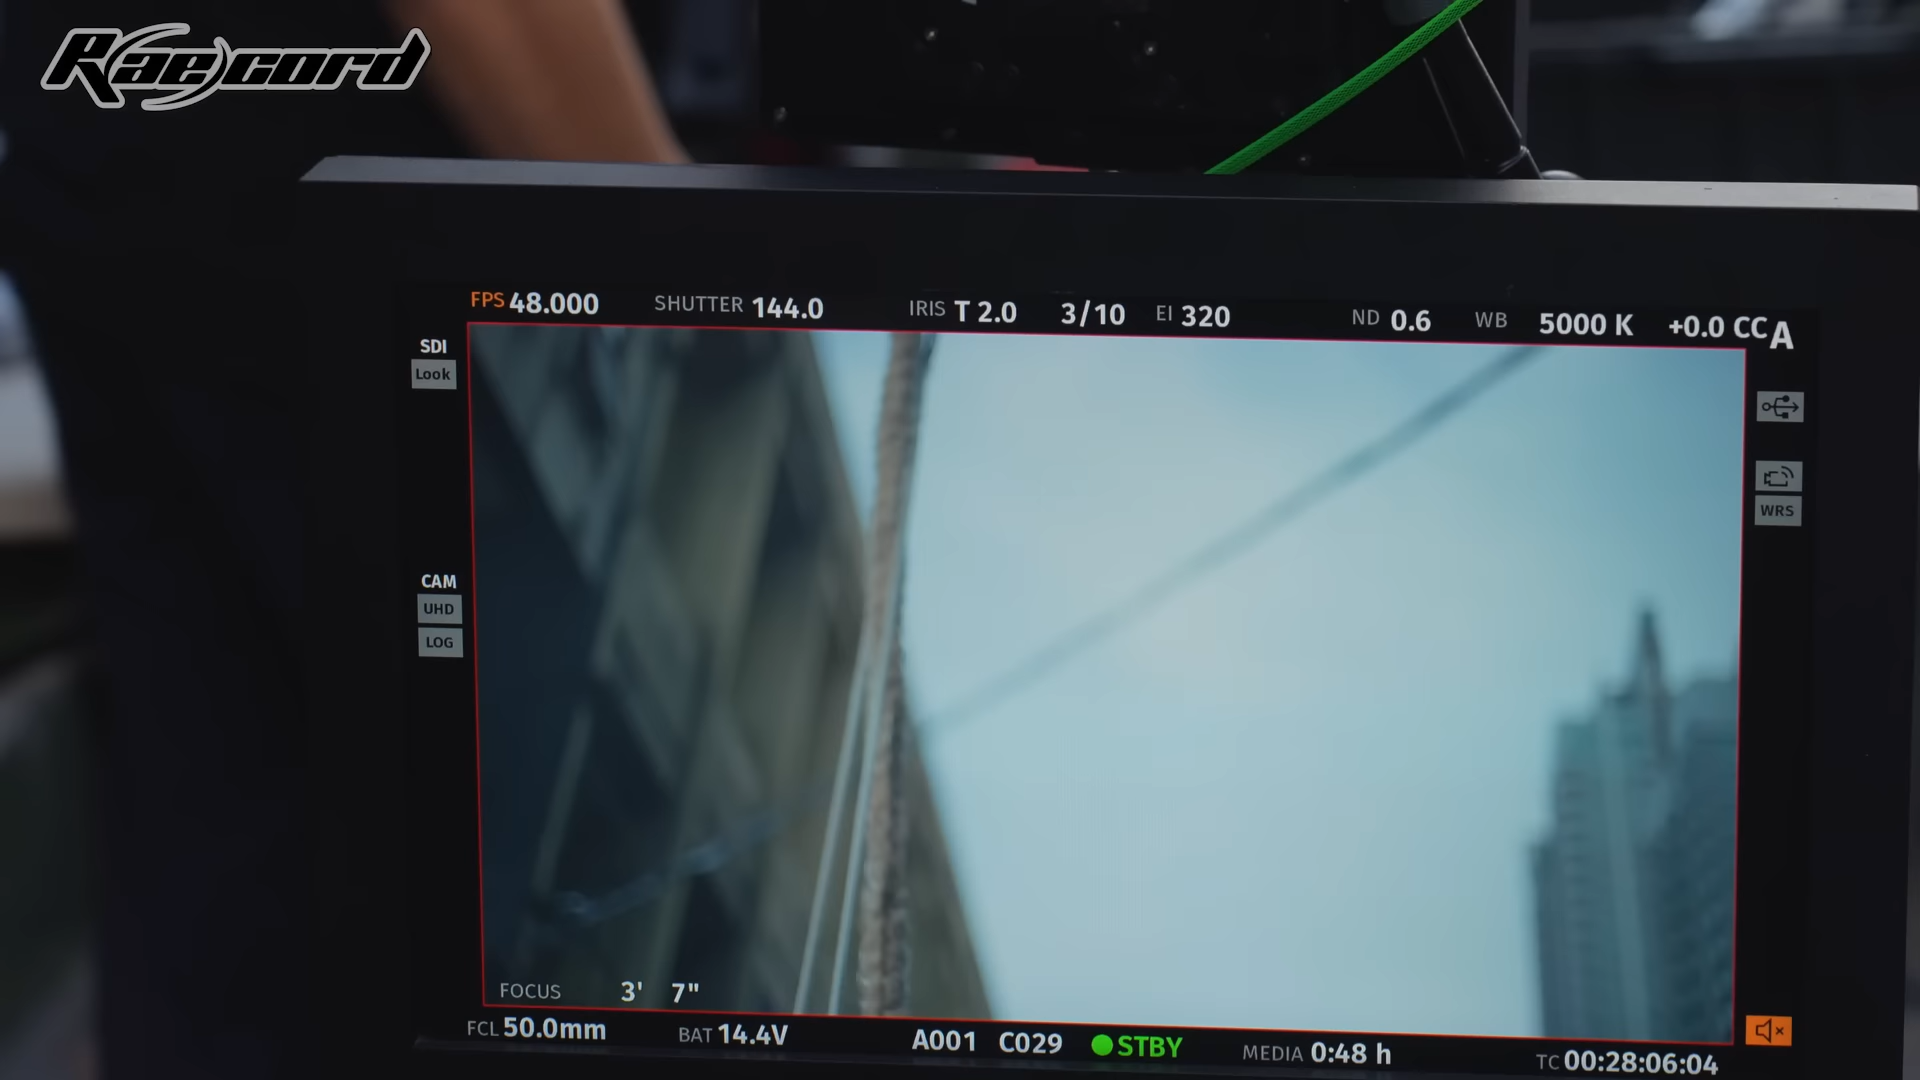 Raecord
FPS 48.000 SHUTTER 144.0 IRIS T 2.0 3/10 EI 320 ND 0.6 WB 5000 K +0.0 CC A
SDI
Look
WRS
CAM
UHD
LOG
FOCUS 3' 7"
FCL 50.0mm BAT 14.4V A001 C029 STBY MEDIA 0:48 h TC 00:28:06:04